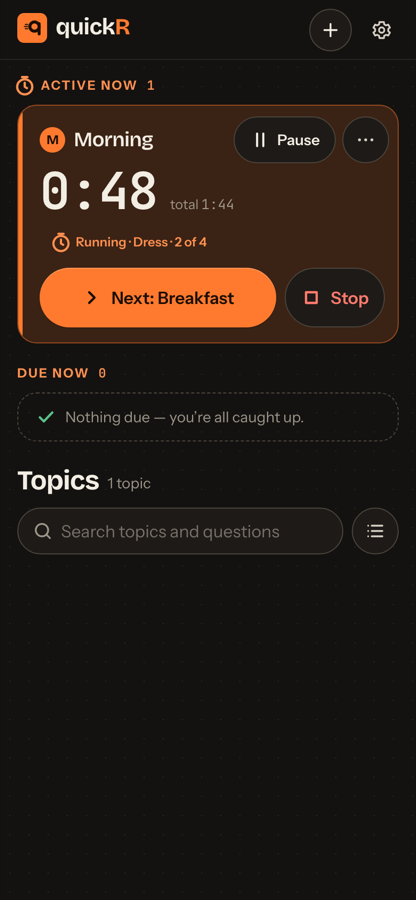 quickR
ACTIVE NOW 1
M Morning
Pause
0:48 total 1:44
Running · Dress · 2 of 4
Next: Breakfast
Stop
DUE NOW 0
Nothing due — you’re all caught up.
Topics 1 topic
Search topics and questions